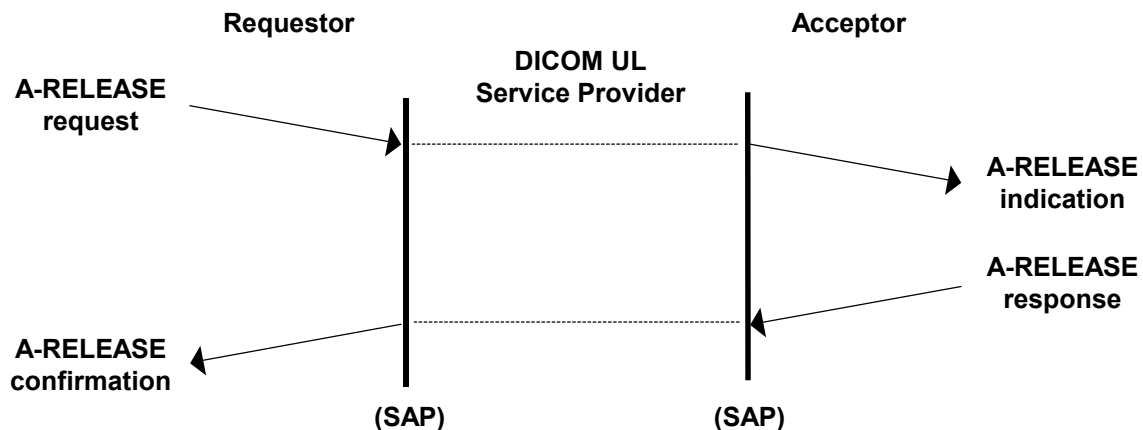 Requestor
Acceptor
DICOM UL
Service Provider
A-RELEASE
request
A-RELEASE
indication
A-RELEASE
response
A-RELEASE
confirmation
(SAP)
(SAP)